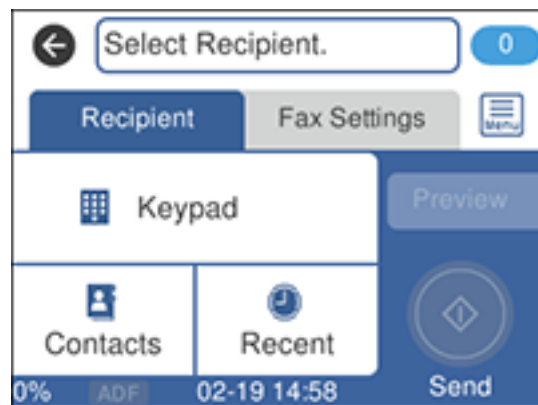 Select Recipient.
0
Recipient
Fax Settings
Menu
Keypad
Preview
Contacts
Recent
Send
0%
ADF
02-19 14:58